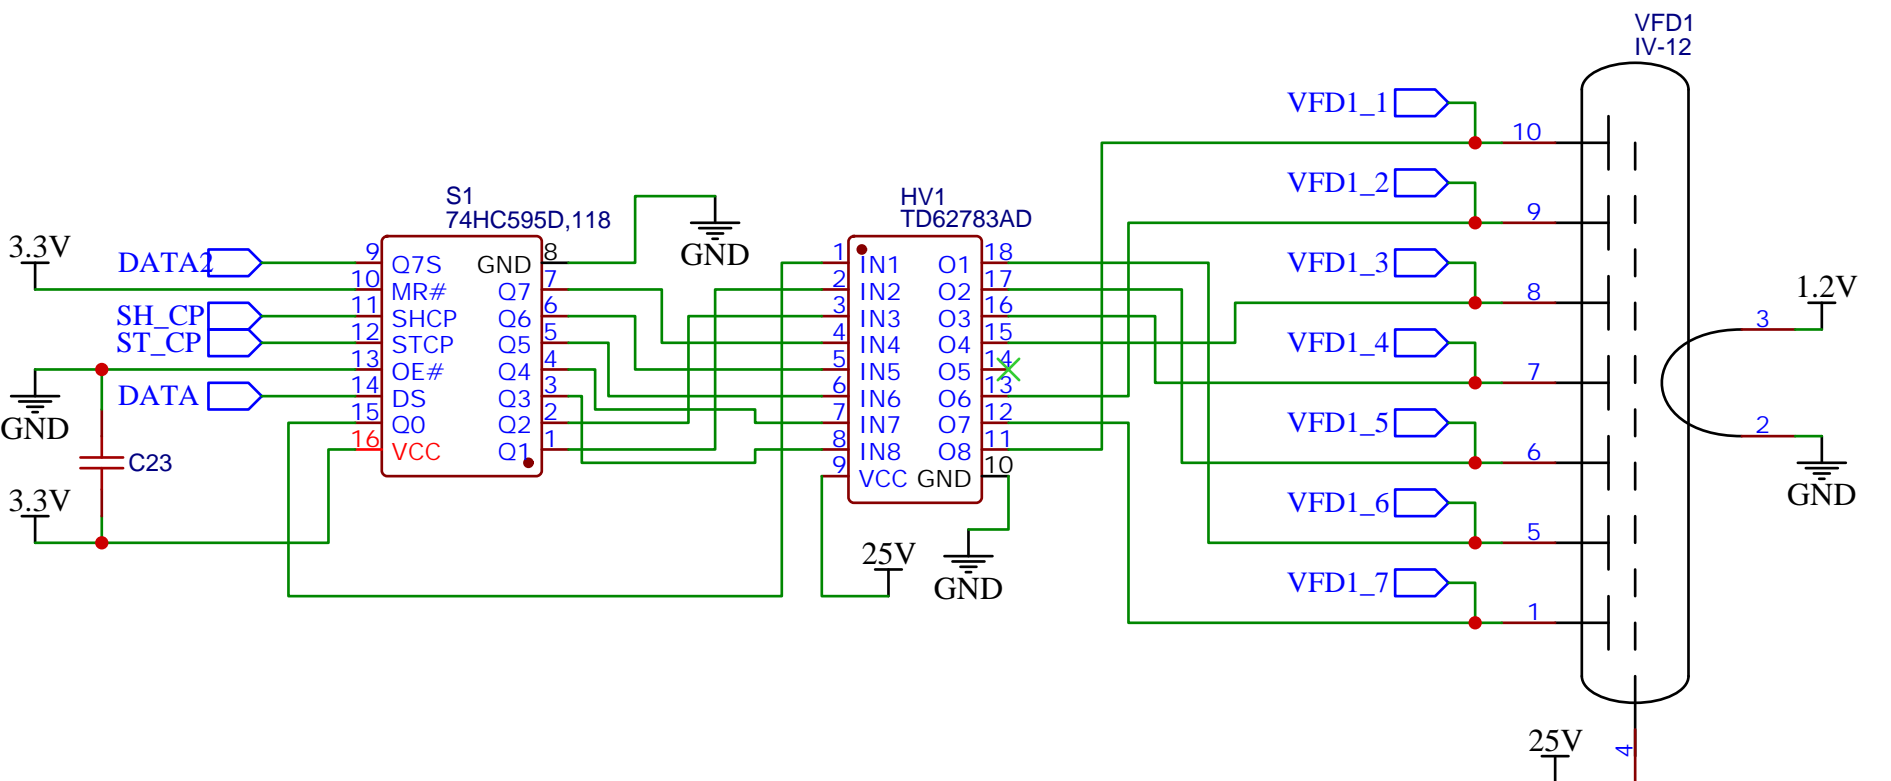 VFD1
IV-12
VFD1_1
10
VFD1_2
9
VFD1_3
8
VFD1_4
7
VFD1_5
6
VFD1_6
5
VFD1_7
1
3
1.2V
2
GND
25V
4
S1
74HC595D,118
GND
3.3V
DATA2
SH_CP
ST_CP
DATA
GND
C23
3.3V
9 Q7S GND 8
10 MR# Q7 7
11 SHCP Q6 6
12 STCP Q5 5
13 OE# Q4 4
14 DS Q3 3
15 Q0 Q2 2
16 VCC Q1 1
HV1
TD62783AD
1 IN1 O1 18
2 IN2 O2 17
3 IN3 O3 16
4 IN4 O4 15
5 IN5 O5 14
6 IN6 O6 13
7 IN7 O7 12
8 IN8 O8 11
9 VCC GND 10
25V
GND